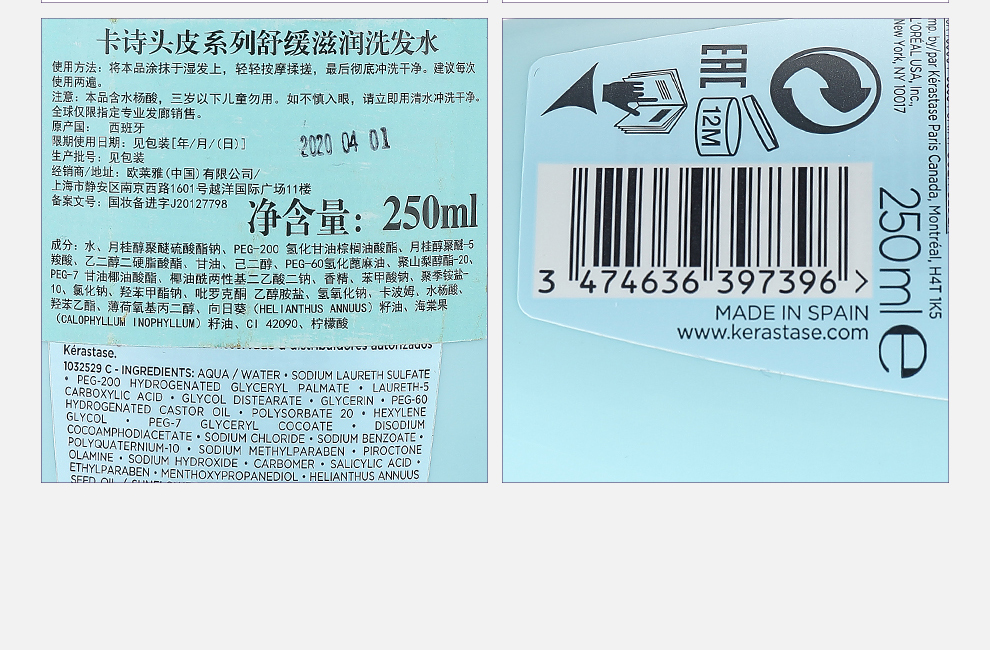 卡诗头皮系列舒缓滋润洗发水
使用方法：将本品涂抹于湿发上，轻轻按摩揉搓，最后彻底冲洗干净。建议每次
使用两遍。
注意：本品含水杨酸，三岁以下儿童勿用。如不慎入眼，请立即用清水冲洗干净。
全球仅限指定专业发廊销售。
原产国： 西班牙
限期使用日期：见包装[年/月/(日)]
2020 04 01
生产批号：见包装
经销商/地址：欧莱雅(中国)有限公司/
上海市静安区南京西路1601号越洋国际广场11楼
备案文号：国妆备进字J20127798
净含量：250ml
成分：水、月桂醇聚醚硫酸酯钠、PEG-200 氢化甘油棕榈油酸酯、月桂醇聚醚-5
羧酸、乙二醇二硬脂酸酯、甘油、己二醇、PEG-60氢化蓖麻油、聚山梨醇酯-20、
PEG-7 甘油椰油酸酯、椰油酰两性基二乙酸二钠、香精、苯甲酸钠、聚季铵盐-
10、氯化钠、羟苯甲酯钠、吡罗克酮 乙醇胺盐、氢氧化钠、卡波姆、水杨酸、
羟苯乙酯、薄荷氧基丙二醇、向日葵（HELIANTHUS ANNUUS）籽油、海棠果
（CALOPHYLLUM INOPHYLLUM）籽油、CI 42090、柠檬酸
distribuidores autorizados
Kérastase.
1032529 C - INGREDIENTS: AQUA / WATER • SODIUM LAURETH SULFATE
• PEG-200 HYDROGENATED GLYCERYL PALMATE • LAURETH-5
CARBOXYLIC ACID • GLYCOL DISTEARATE • GLYCERIN • PEG-60
HYDROGENATED CASTOR OIL • POLYSORBATE 20 • HEXYLENE
GLYCOL • PEG-7 GLYCERYL COCOATE • DISODIUM
COCOAMPHODIACETATE • SODIUM CHLORIDE • SODIUM BENZOATE •
POLYQUATERNIUM-10 • SODIUM METHYLPARABEN • PIROCTONE
OLAMINE • SODIUM HYDROXIDE • CARBOMER • SALICYLIC ACID •
ETHYLPARABEN • MENTHOXYPROPANEDIOL • HELIANTHUS ANNUUS
SEED OIL
EAC
12M
imp. by/par Kérastase Paris Canada, Montréal, H4T 1K5
L'ORÉAL USA, Inc.,
New York, NY 10017
250ml e
3 474636 397396 >
MADE IN SPAIN
www.kerastase.com